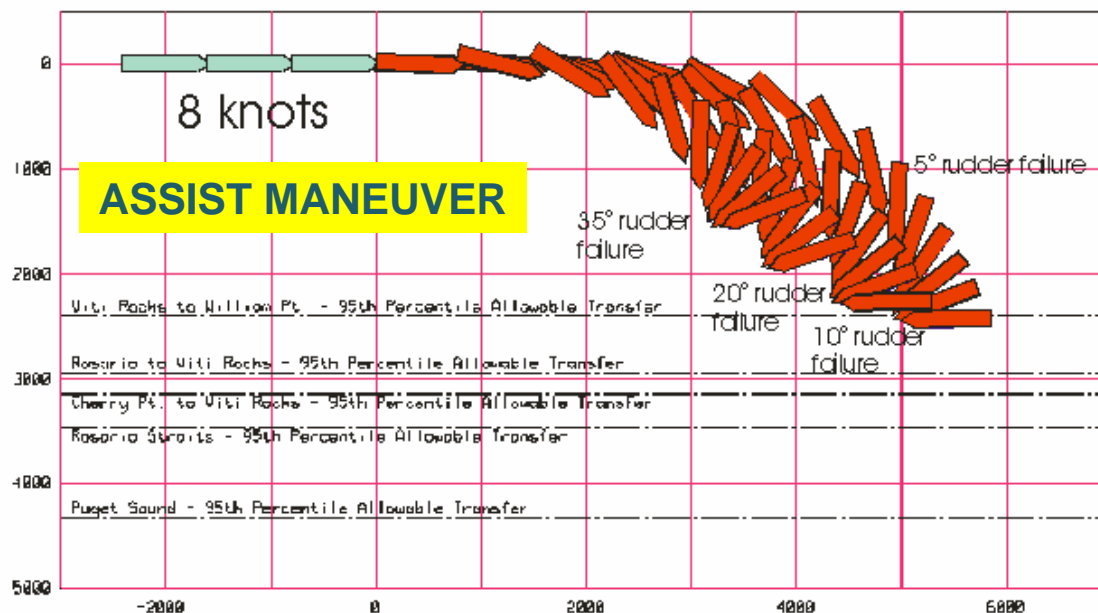 0
8 knots
1000
ASSIST MANEUVER
5° rudder failure
35° rudder
failure
2000
Viti Rocks to William Pt. - 95th Percentile Allowable Transfer
20° rudder
failure
10° rudder
failure
Rosario to Viti Rocks - 95th Percentile Allowable Transfer
3000
Cherry Pt. to Viti Rocks - 95th Percentile Allowable Transfer
Rosario Straits - 95th Percentile Allowable Transfer
4000
Puget Sound - 95th Percentile Allowable Transfer
5000
-2000 0 2000 4000 6000